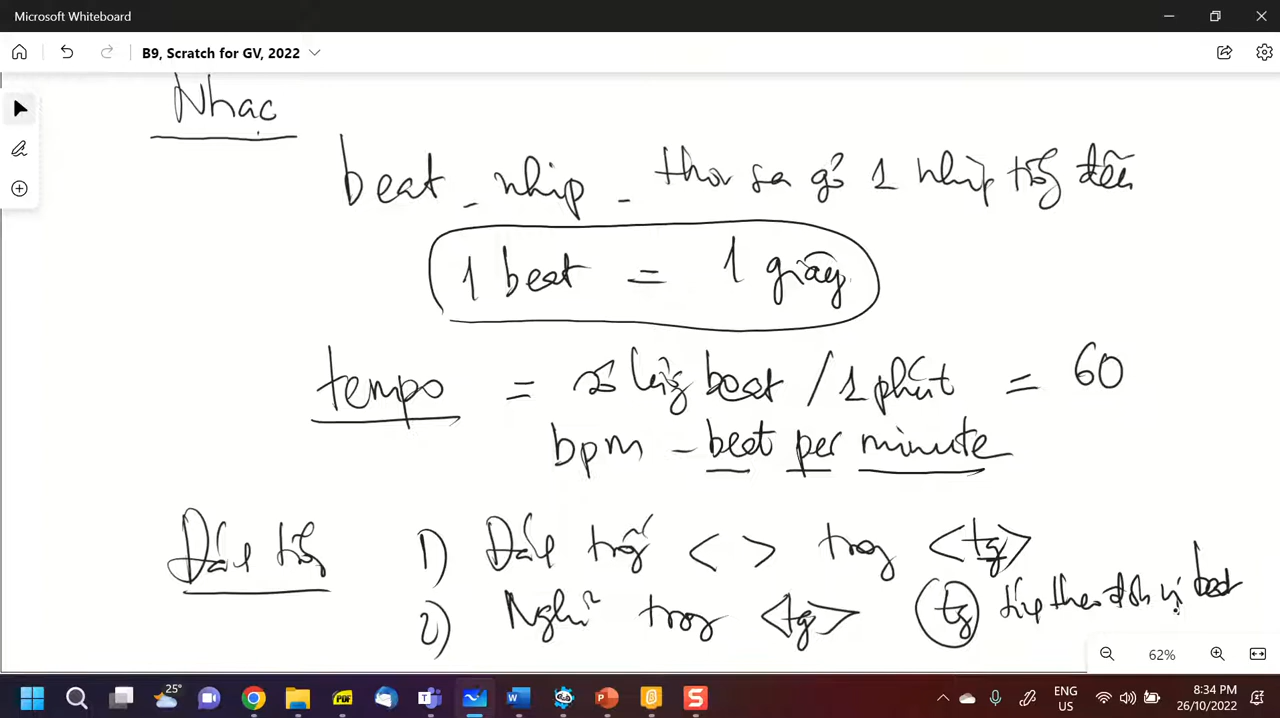 Microsoft Whiteboard
B9, Scratch for GV, 2022
Nhạc
beat - nhịp - thời gian gõ 1 nhịp trống đều
1 beat = 1 giây
tempo = số lượng beat / 1 phút = 60
bpm - beat per minute
Đánh trống 1) Đánh trống < > trong <tg>
2) Nghỉ trong <tg> tg tính theo đơn vị beat
62%
25°
ENG
US
8:34 PM
26/10/2022